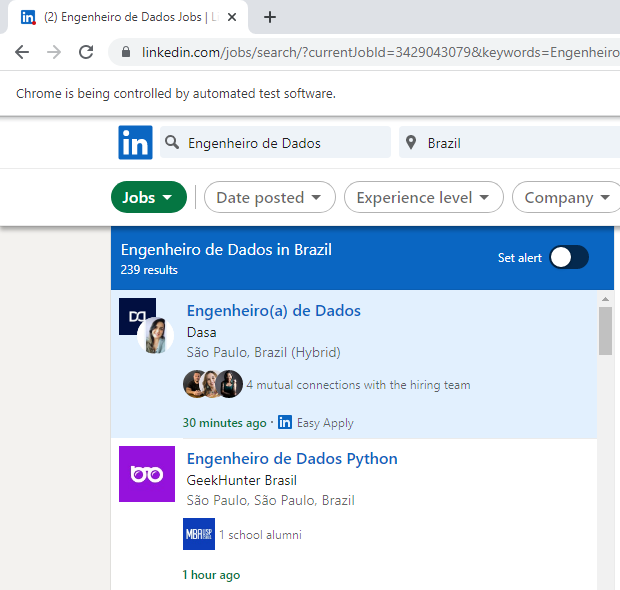 (2) Engenheiro de Dados Jobs | Li
linkedin.com/jobs/search/?currentJobId=3429043079&keywords=Engenheiro
Chrome is being controlled by automated test software.
in
Engenheiro de Dados
Brazil
Jobs
Date posted
Experience level
Company
Engenheiro de Dados in Brazil
239 results
Set alert
Engenheiro(a) de Dados
Dasa
São Paulo, Brazil (Hybrid)
4 mutual connections with the hiring team
30 minutes ago · in Easy Apply
Engenheiro de Dados Python
GeekHunter Brasil
São Paulo, São Paulo, Brazil
MBA USP
1 school alumni
1 hour ago